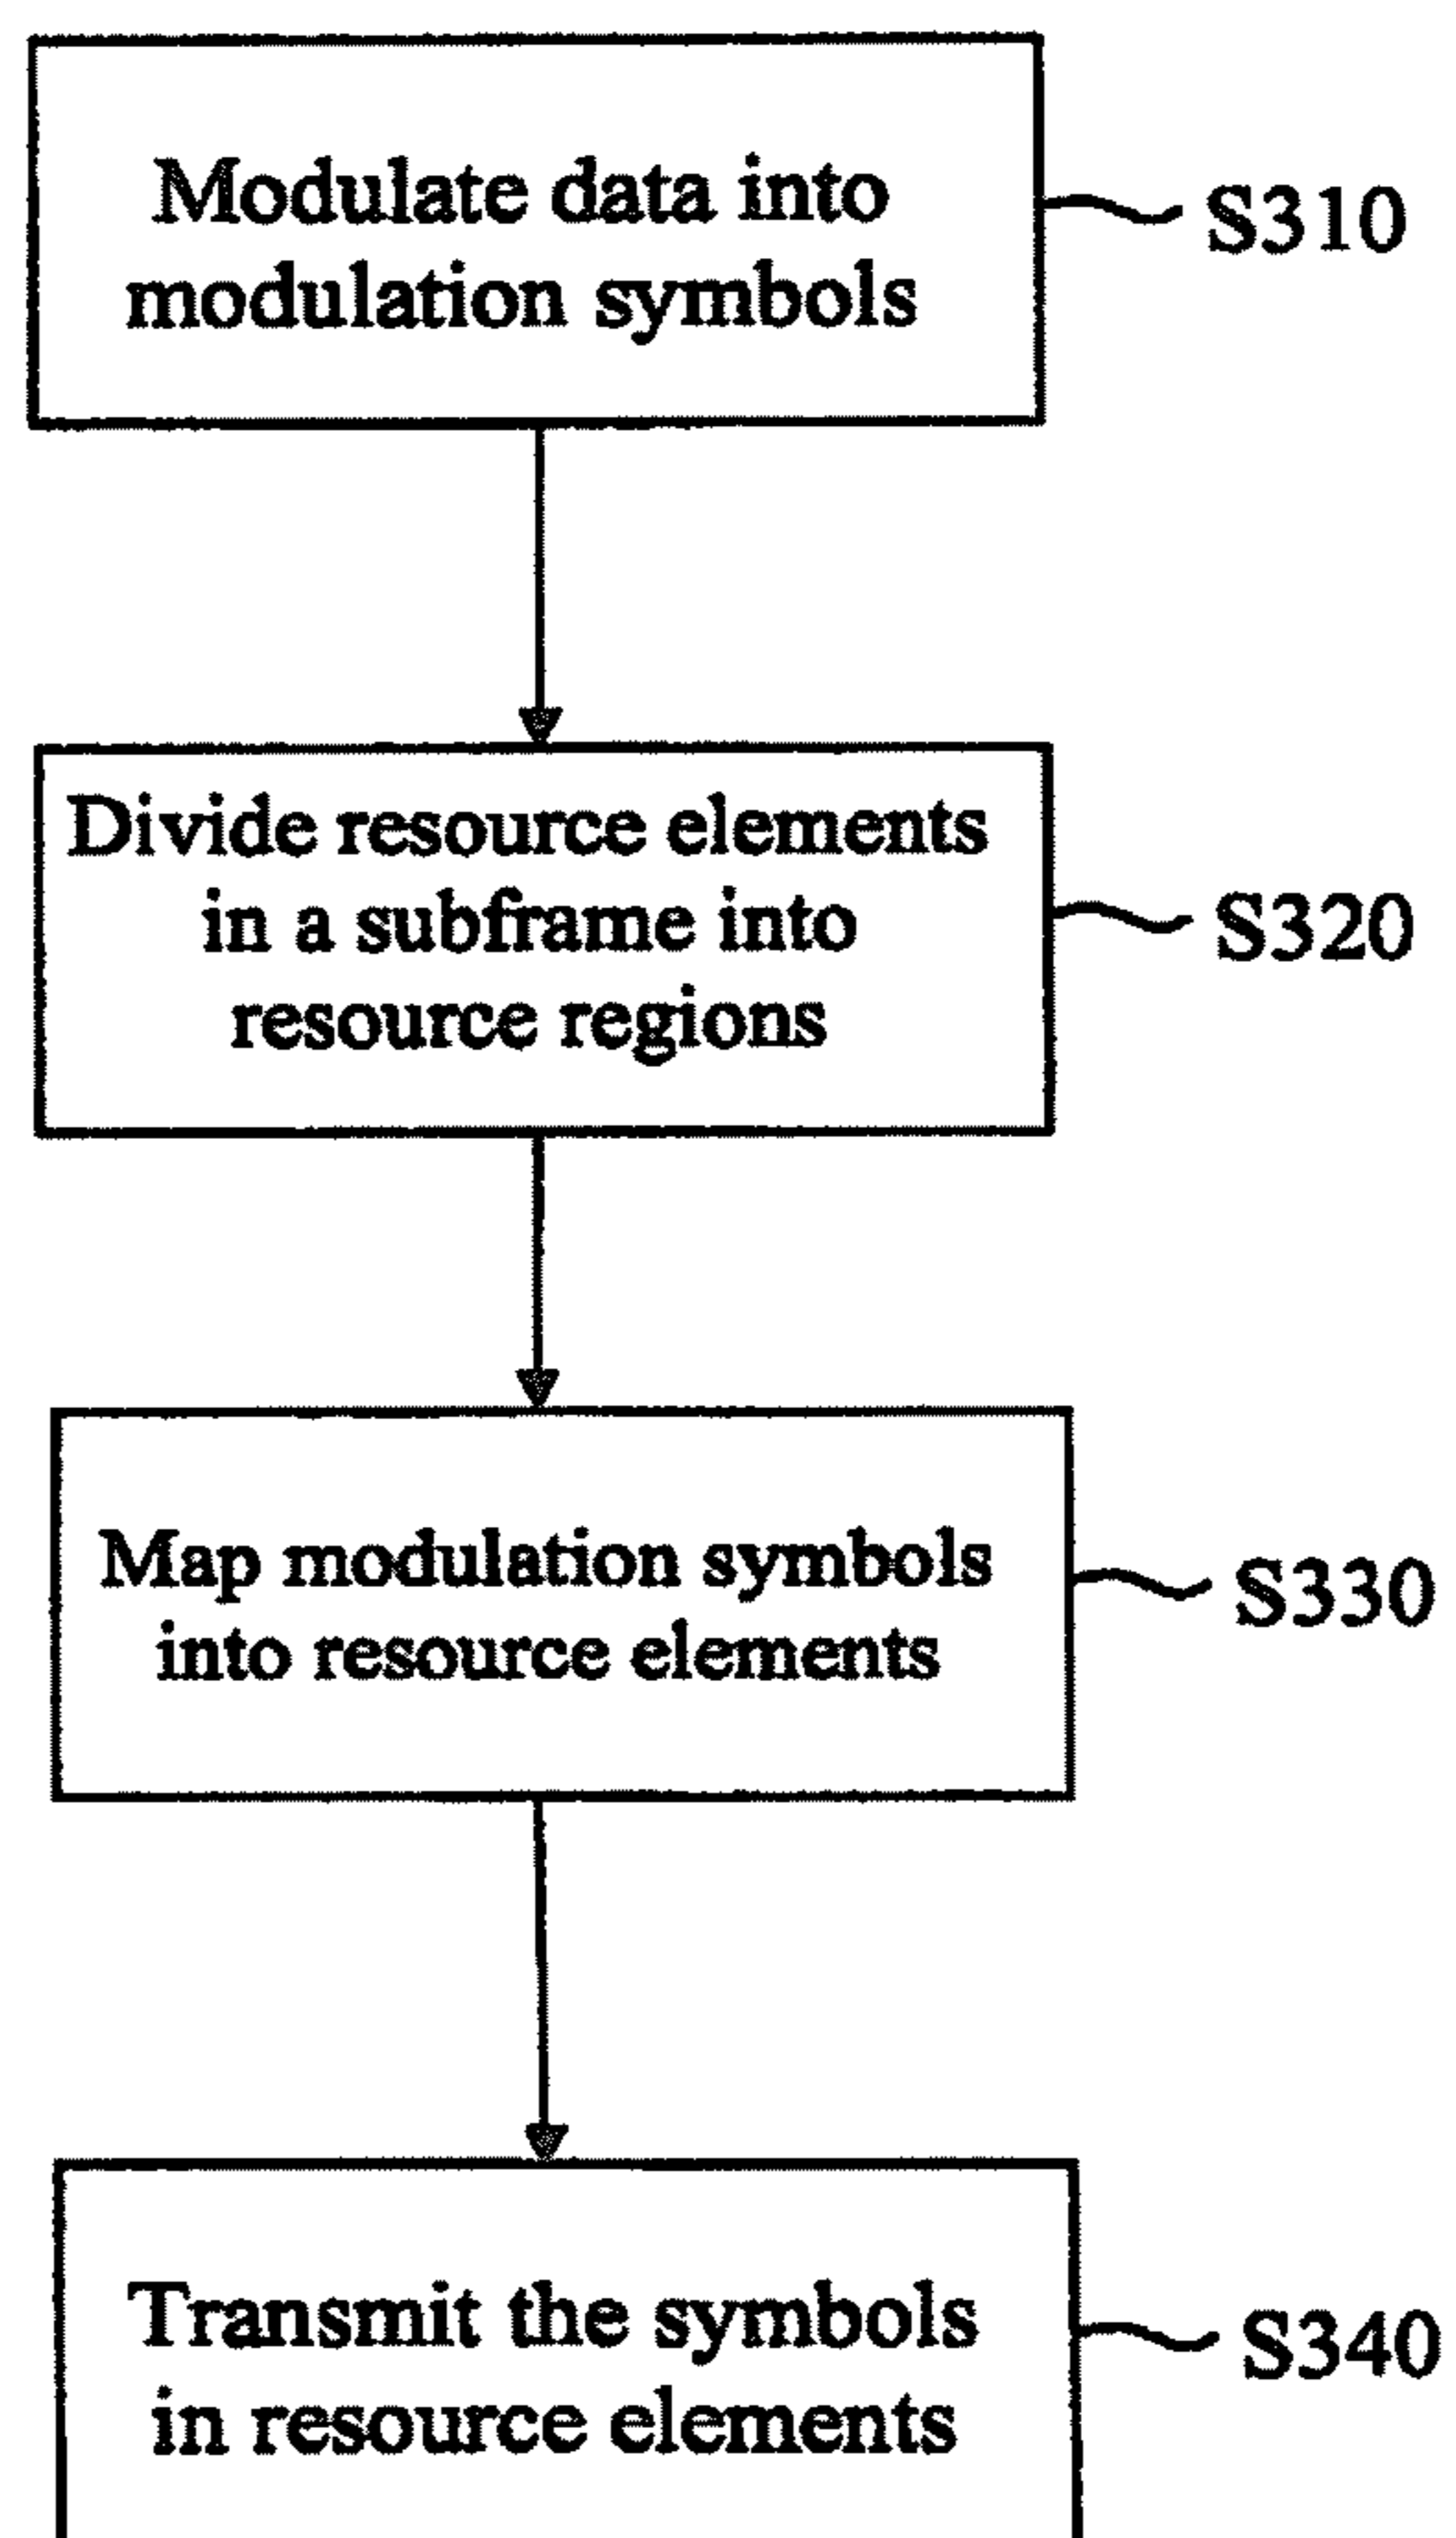 Modulate data into
modulation symbols
S310
Divide resource elements
in a subframe into
resource regions
S320
Map modulation symbols
into resource elements
S330
Transmit the symbols
in resource elements
S340